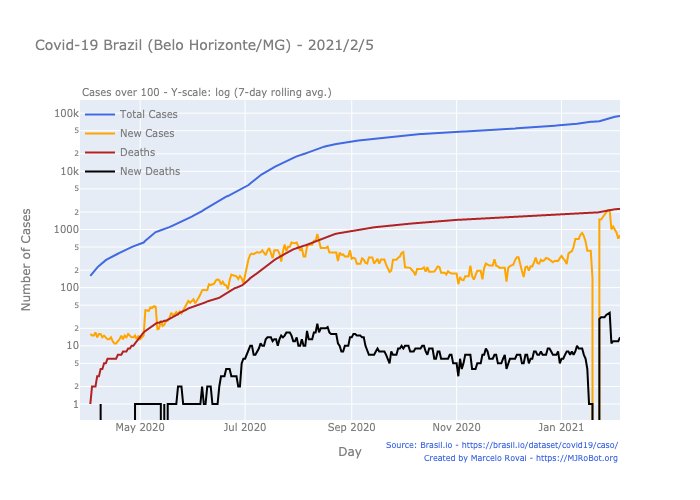 Covid-19 Brazil (Belo Horizonte/MG) - 2021/2/5
Cases over 100 - Y-scale: log (7-day rolling avg.)
Total Cases
New Cases
Deaths
New Deaths
Number of Cases
100k
5
2
10k
5
2
1000
5
2
100
5
2
10
5
2
1
May 2020
Jul 2020
Sep 2020
Nov 2020
Jan 2021
Day
Source: Brasil.io - https://brasil.io/dataset/covid19/caso/
Created by Marcelo Rovai - https://MJRoBot.org